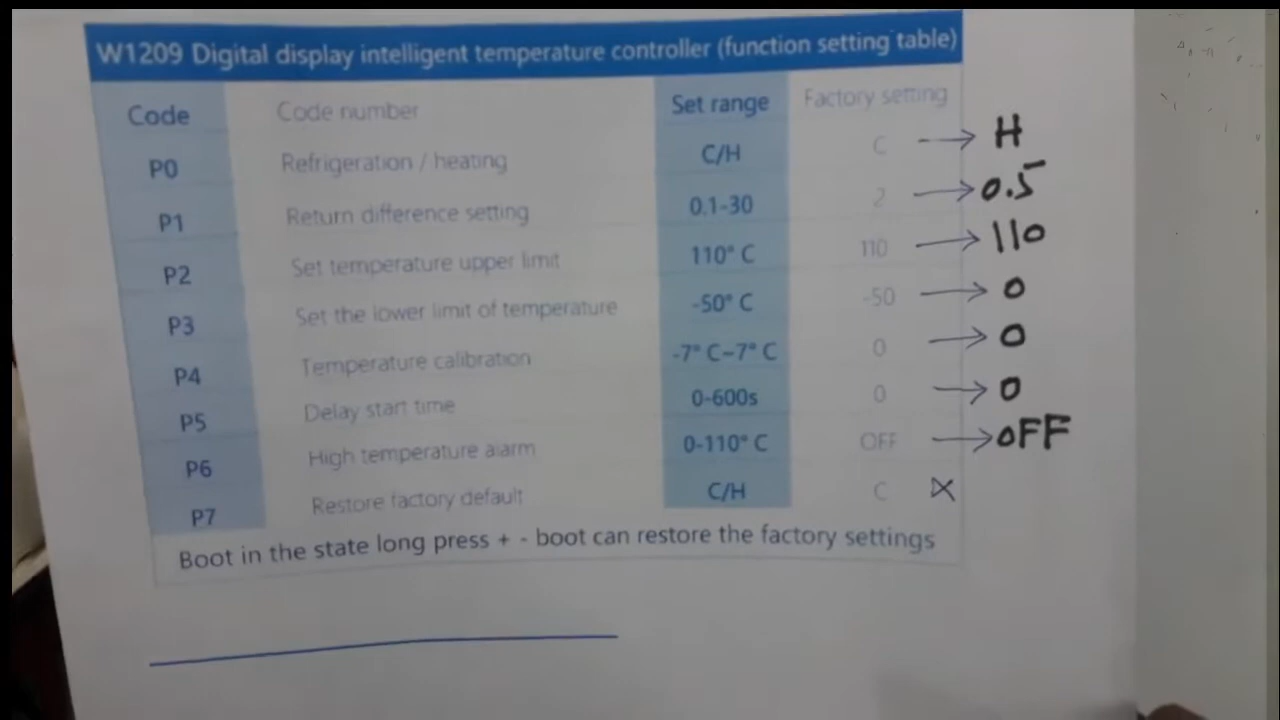 W1209 Digital display intelligent temperature controller (function setting table)
Code Code number Set range Factory setting
P0 Refrigeration / heating C/H C → H
P1 Return difference setting 0.1-30 2 → 0.5
P2 Set temperature upper limit 110° C 110 → 110
P3 Set the lower limit of temperature -50° C -50 → 0
P4 Temperature calibration -7° C~7° C 0 → 0
P5 Delay start time 0-600s 0 → 0
P6 High temperature alarm 0-110° C OFF → OFF
P7 Restore factory default C/H C ×
Boot in the state long press + - boot can restore the factory settings